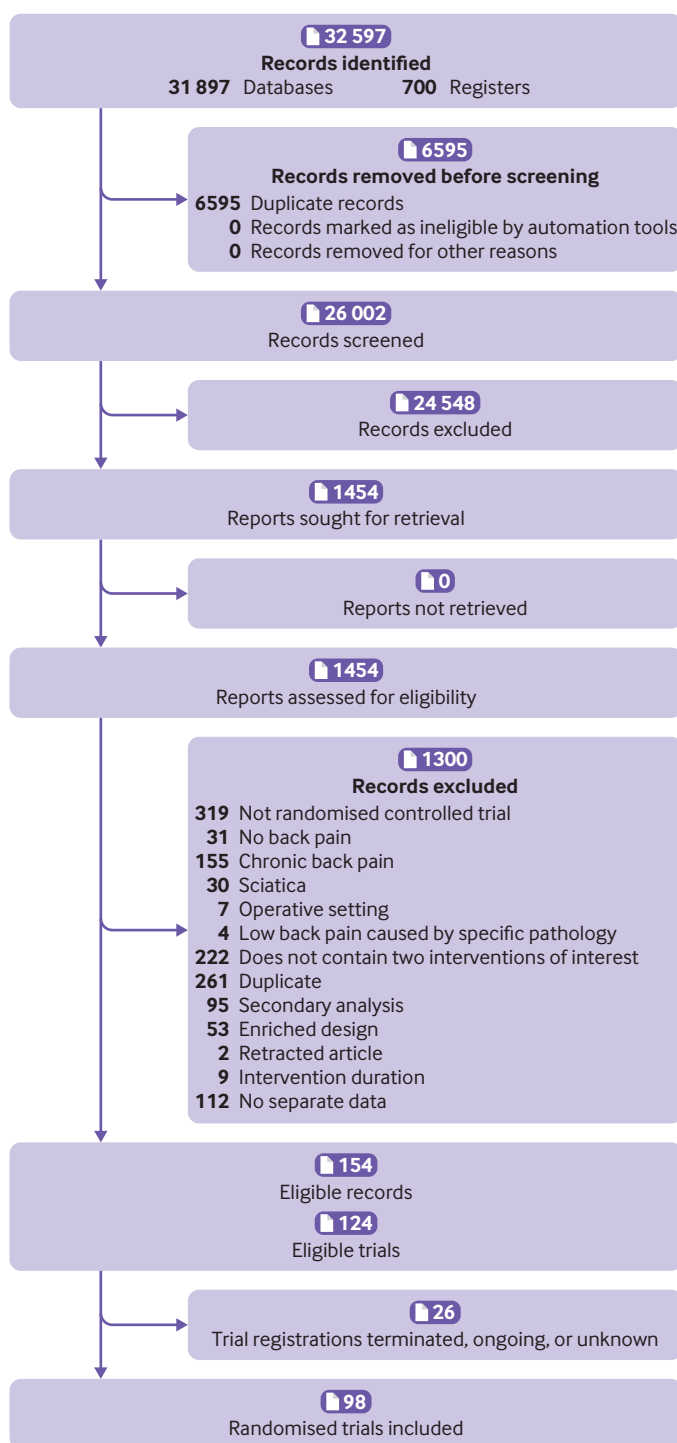 32 597
Records identified
31 897 Databases 700 Registers
6595
Records removed before screening
6595 Duplicate records
0 Records marked as ineligible by automation tools
0 Records removed for other reasons
26 002
Records screened
24 548
Records excluded
1454
Reports sought for retrieval
0
Reports not retrieved
1454
Reports assessed for eligibility
1300
Records excluded
319 Not randomised controlled trial
31 No back pain
155 Chronic back pain
30 Sciatica
7 Operative setting
4 Low back pain caused by specific pathology
222 Does not contain two interventions of interest
261 Duplicate
95 Secondary analysis
53 Enriched design
2 Retracted article
9 Intervention duration
112 No separate data
154
Eligible records
124
Eligible trials
26
Trial registrations terminated, ongoing, or unknown
98
Randomised trials included